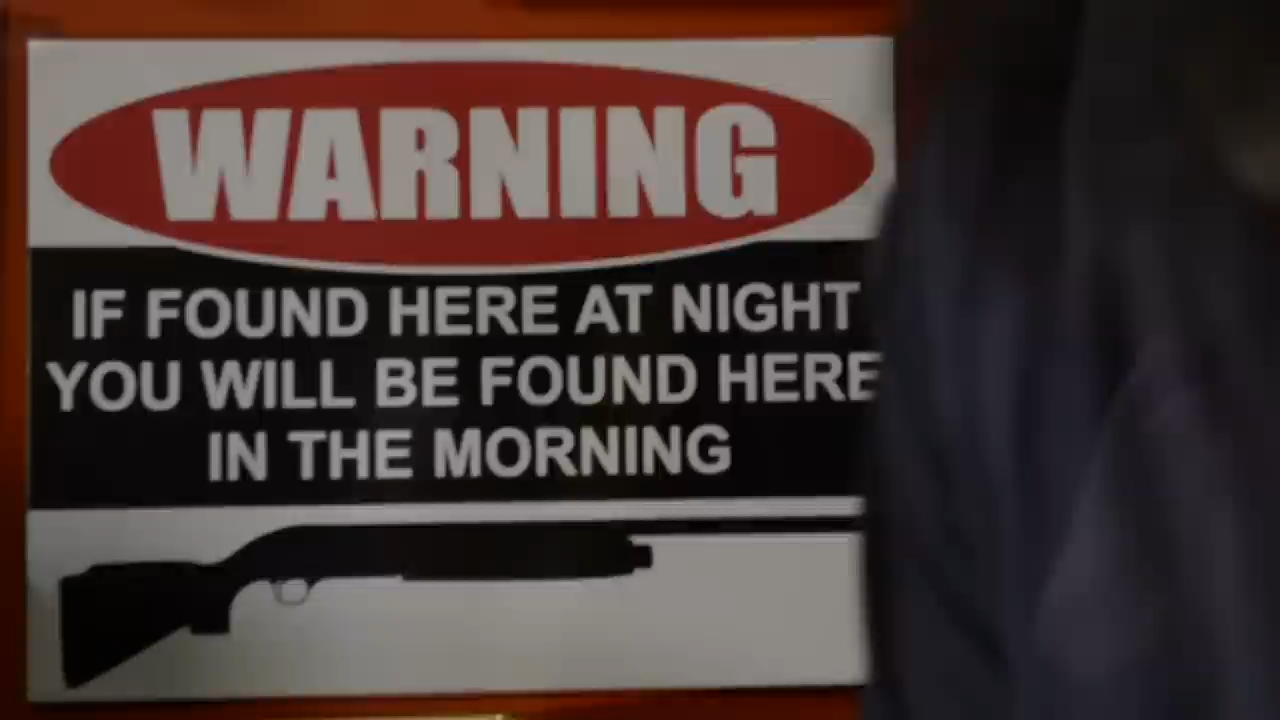 WARNING
IF FOUND HERE AT NIGHT
YOU WILL BE FOUND HERE
IN THE MORNING